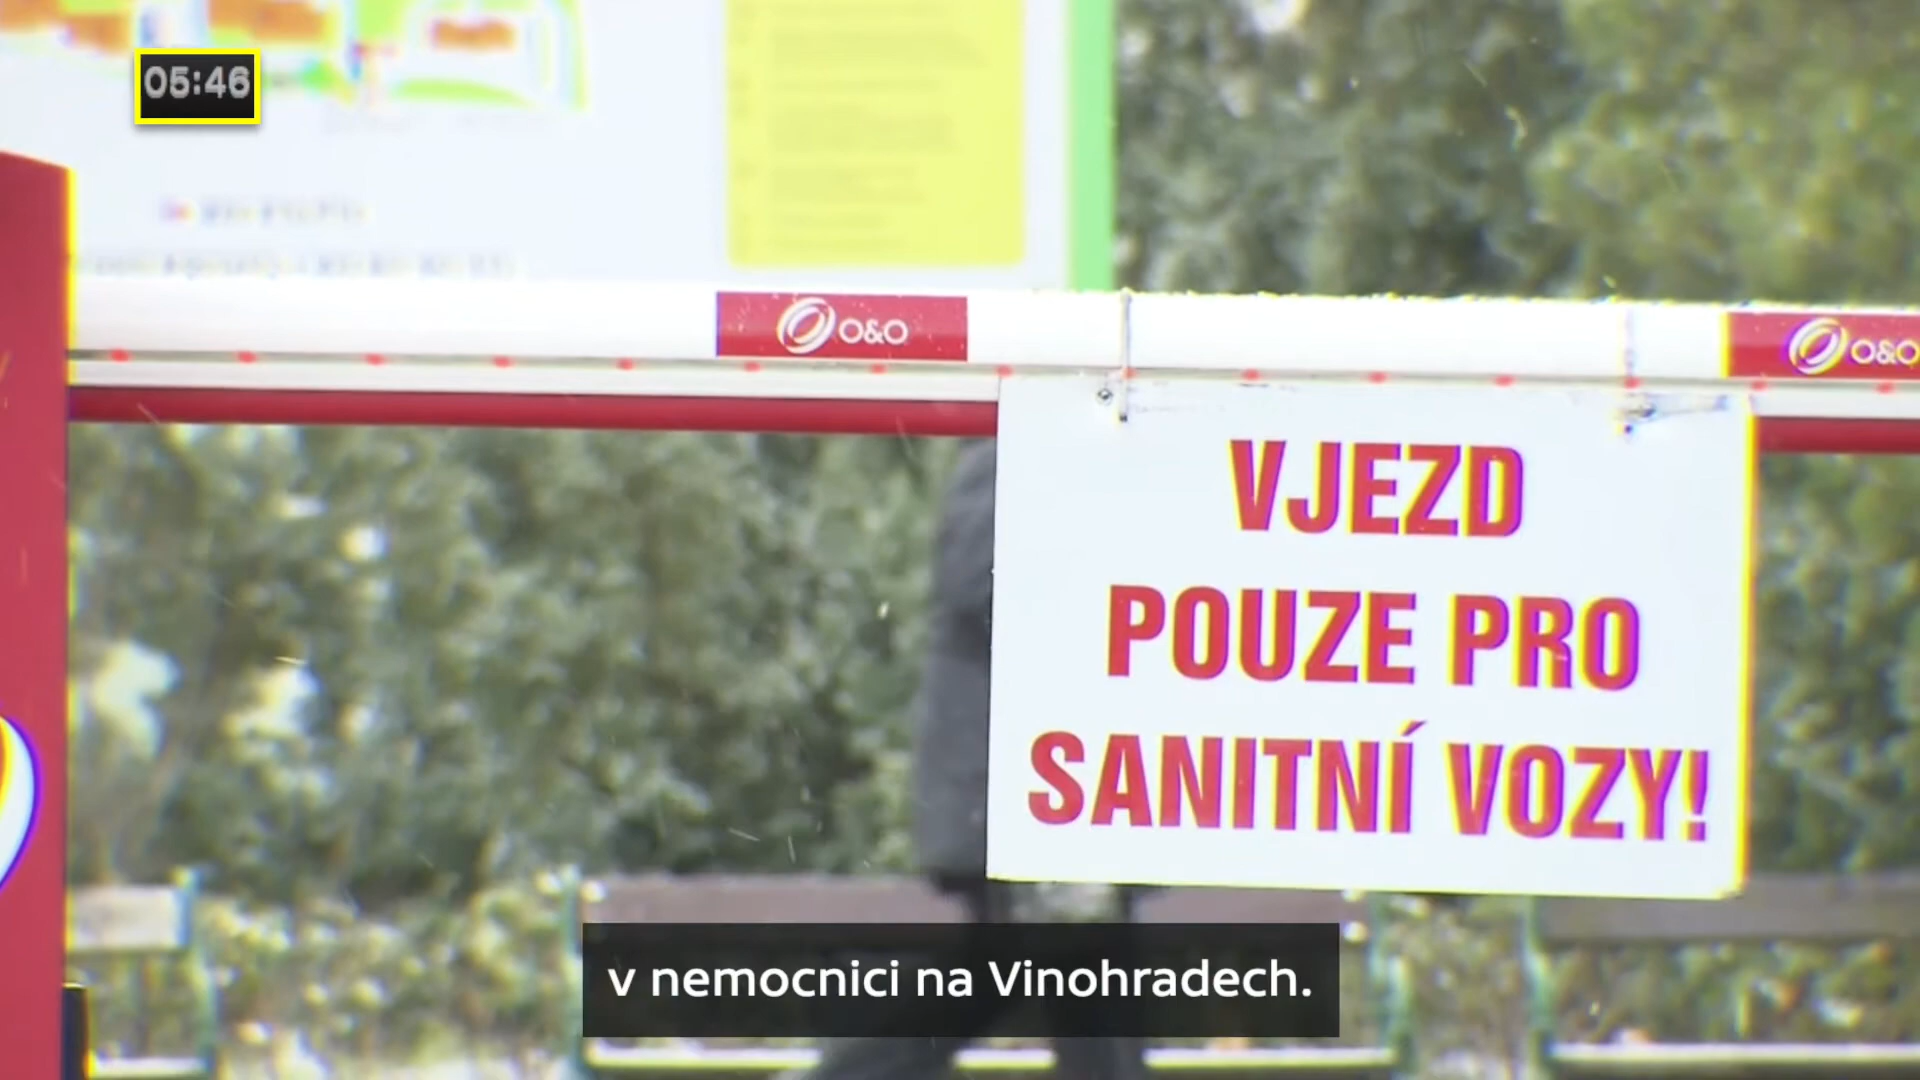 05:46
O&O
O&O
VJEZD
POUZE PRO
SANITNÍ VOZY!
v nemocnici na Vinohradech.